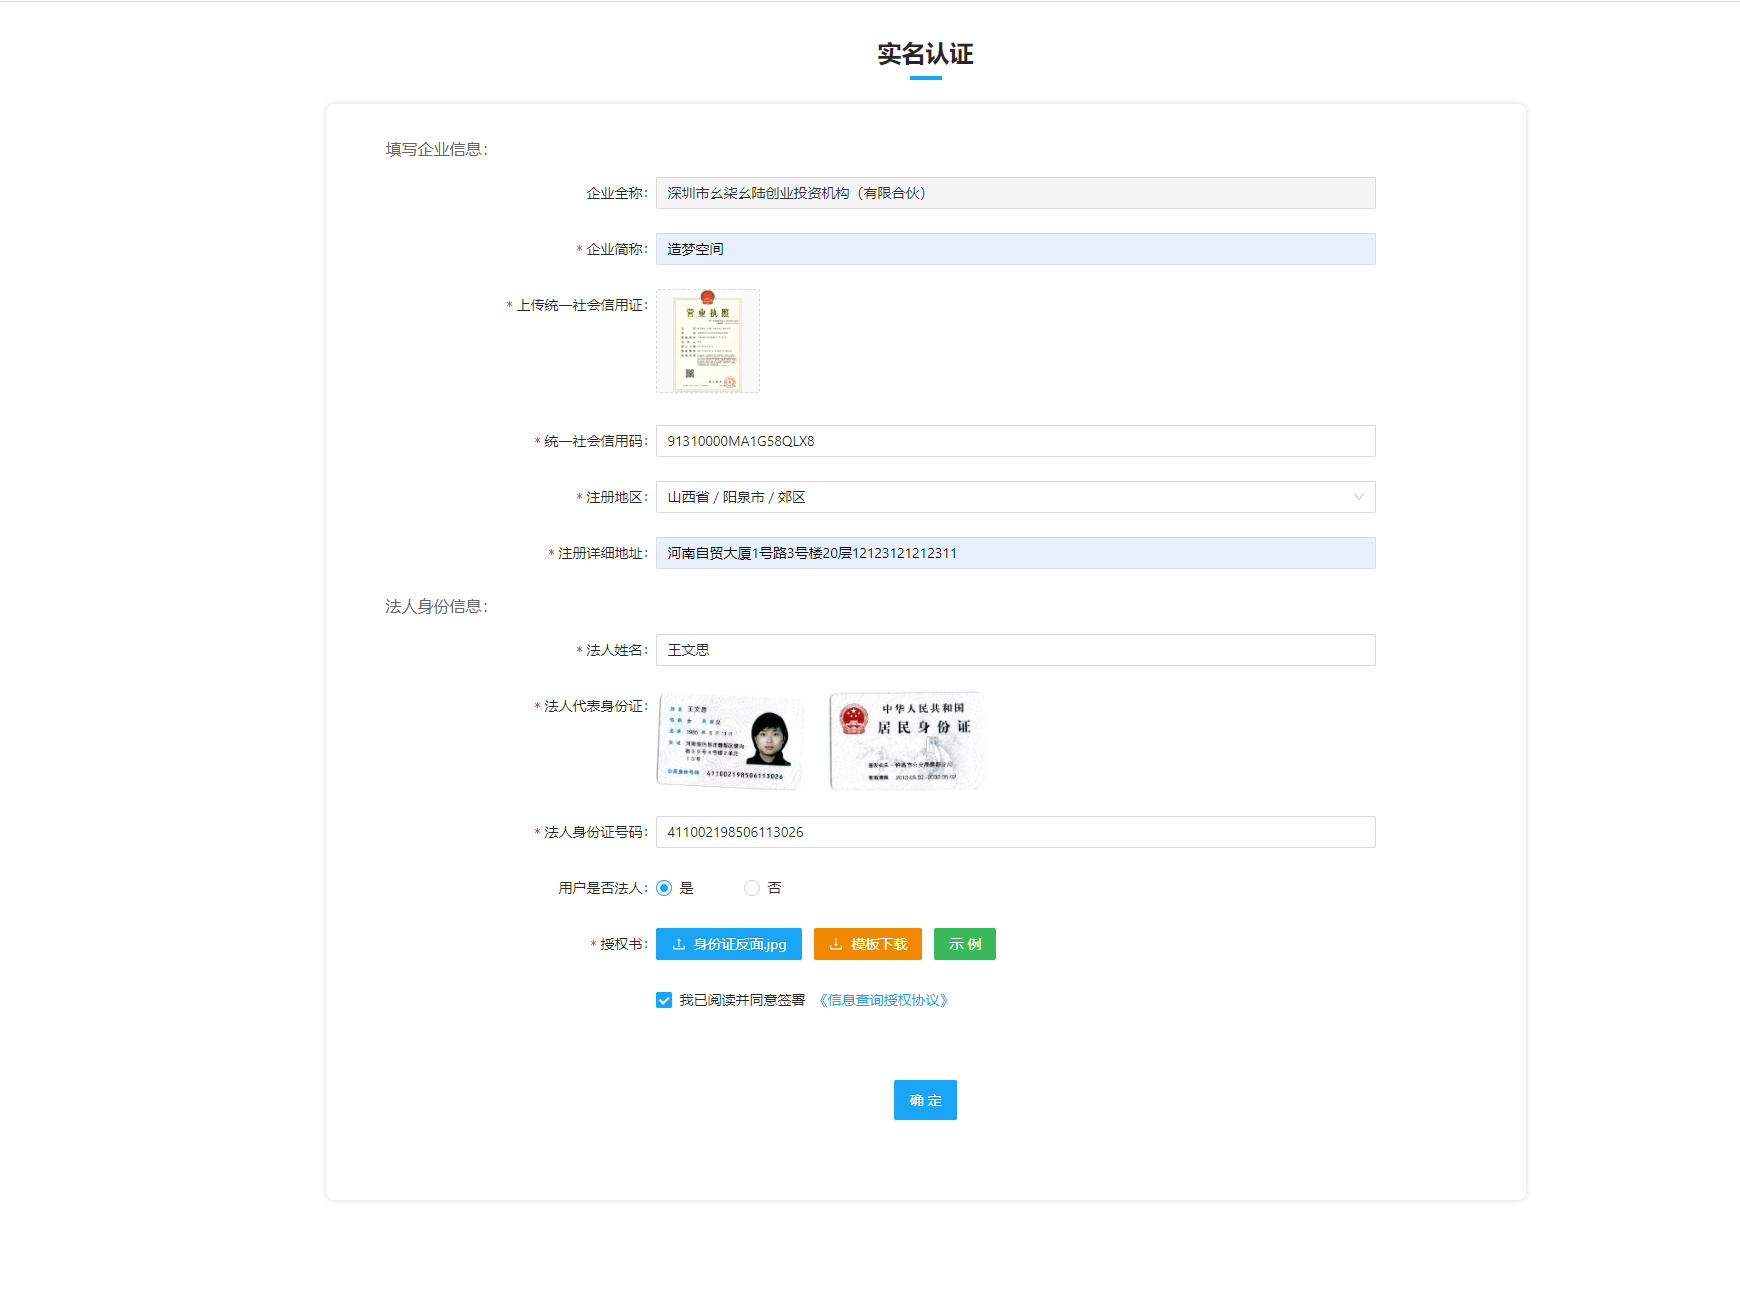 实名认证
填写企业信息：
企业全称： 深圳市幺柒幺陆创业投资机构（有限合伙）
* 企业简称： 造梦空间
* 上传统一社会信用证：
营业执照
* 统一社会信用码： 91310000MA1G58QLX8
* 注册地区： 山西省 / 阳泉市 / 郊区
* 注册详细地址： 河南自贸大厦1号路3号楼20层12123121212311
法人身份信息：
* 法人姓名： 王文思
* 法人代表身份证：
王文思
411002198506113026
中华人民共和国
居民身份证
* 法人身份证号码： 411002198506113026
用户是否法人： 是 否
* 授权书： 身份证反面.jpg 模板下载 示 例
我已阅读并同意签署 《信息查询授权协议》
确 定